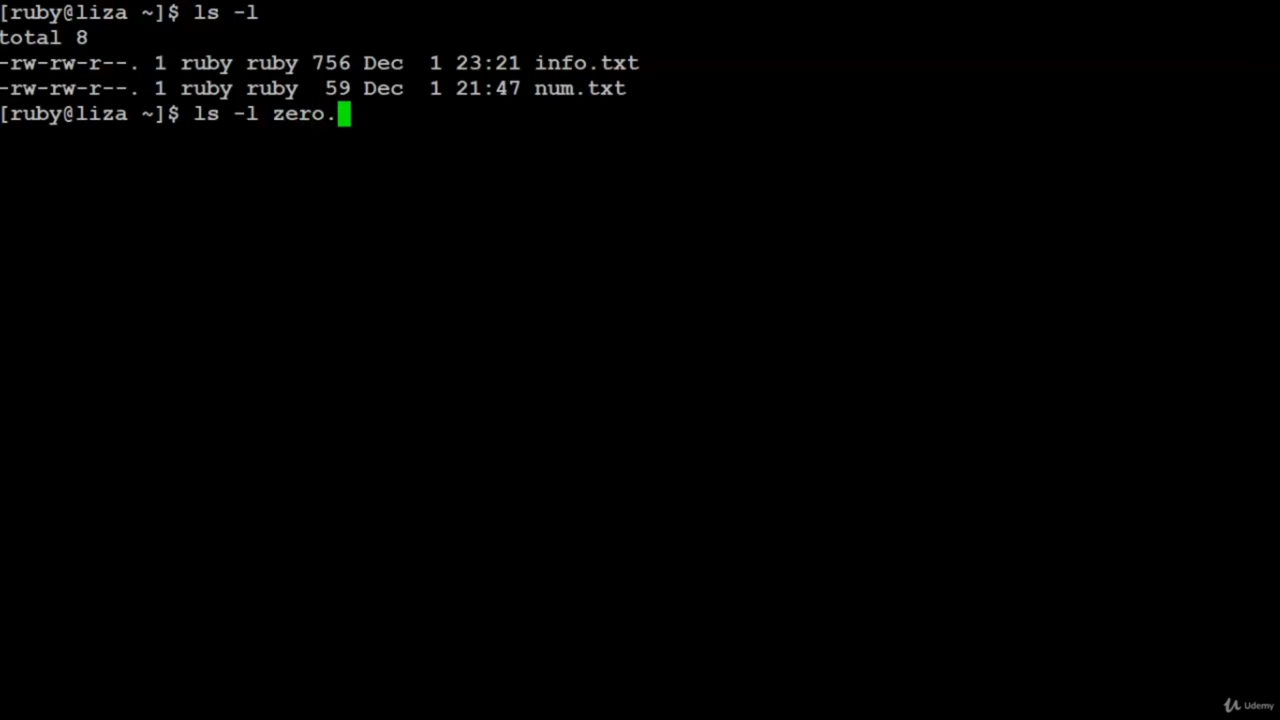 [ruby@liza ~]$ ls -l
total 8
-rw-rw-r--. 1 ruby ruby 756 Dec  1 23:21 info.txt
-rw-rw-r--. 1 ruby ruby  59 Dec  1 21:47 num.txt
[ruby@liza ~]$ ls -l zero.
Udemy